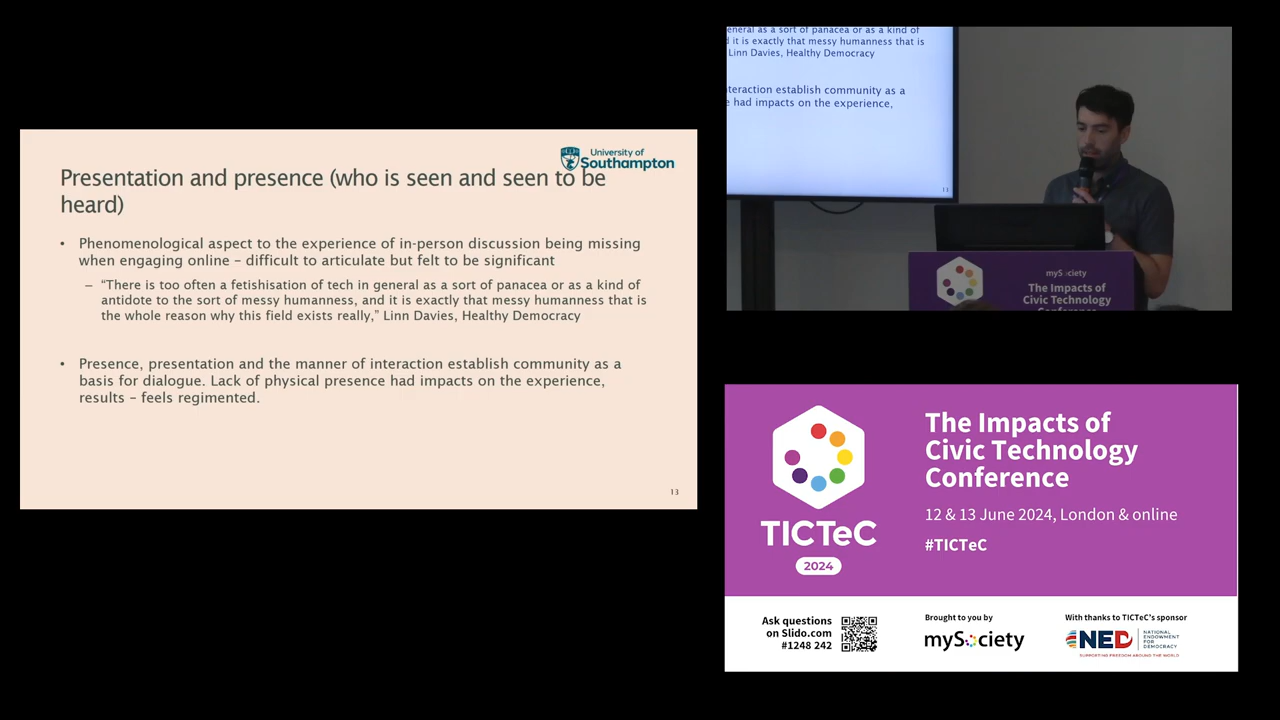 University of
Southampton
Presentation and presence (who is seen and seen to be
heard)
• Phenomenological aspect to the experience of in-person discussion being missing
when engaging online – difficult to articulate but felt to be significant
– “There is too often a fetishisation of tech in general as a sort of panacea or as a kind of
antidote to the sort of messy humanness, and it is exactly that messy humanness that is
the whole reason why this field exists really,” Linn Davies, Healthy Democracy
• Presence, presentation and the manner of interaction establish community as a
basis for dialogue. Lack of physical presence had impacts on the experience,
results – feels regimented.
13
eneral as a sort of panacea or as a kind of
d it is exactly that messy humanness that is
Linn Davies, Healthy Democracy
nteraction establish community as a
e had impacts on the experience,
13
mySociety
The Impacts of
Civic Technology
Conference
TICTeC
2024
The Impacts of
Civic Technology
Conference
12 & 13 June 2024, London & online
#TICTeC
Ask questions
on Slido.com
#1248 242
Brought to you by
mySociety
With thanks to TICTeC's sponsor
NED
NATIONAL
ENDOWMENT
FOR
DEMOCRACY
SUPPORTING FREEDOM AROUND THE WORLD